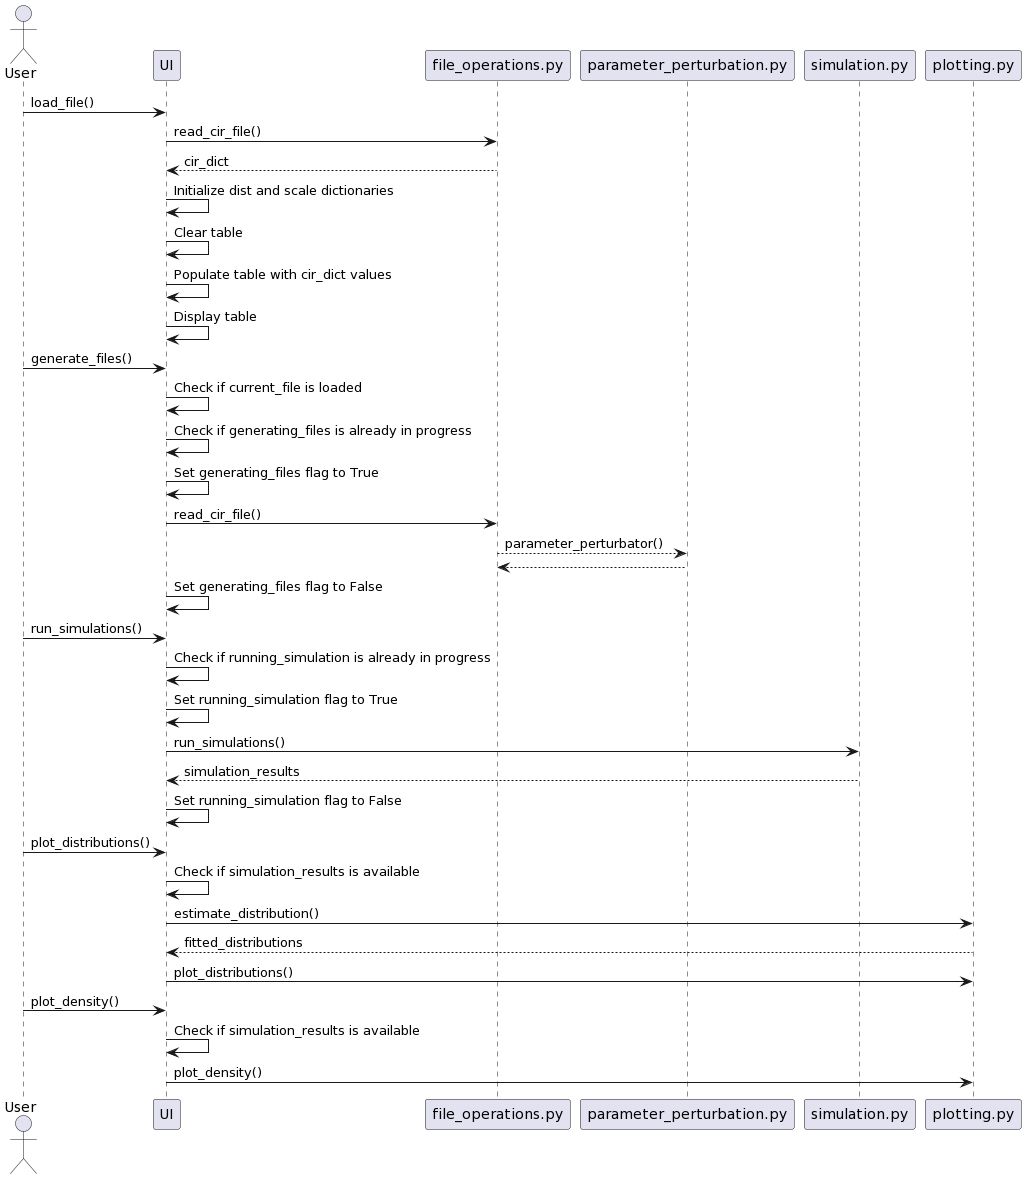 User
UI
file_operations.py
parameter_perturbation.py
simulation.py
plotting.py
load_file()
read_cir_file()
cir_dict
Initialize dist and scale dictionaries
Clear table
Populate table with cir_dict values
Display table
generate_files()
Check if current_file is loaded
Check if generating_files is already in progress
Set generating_files flag to True
read_cir_file()
parameter_perturbator()
Set generating_files flag to False
run_simulations()
Check if running_simulation is already in progress
Set running_simulation flag to True
run_simulations()
simulation_results
Set running_simulation flag to False
plot_distributions()
Check if simulation_results is available
estimate_distribution()
fitted_distributions
plot_distributions()
plot_density()
Check if simulation_results is available
plot_density()
User
UI
file_operations.py
parameter_perturbation.py
simulation.py
plotting.py